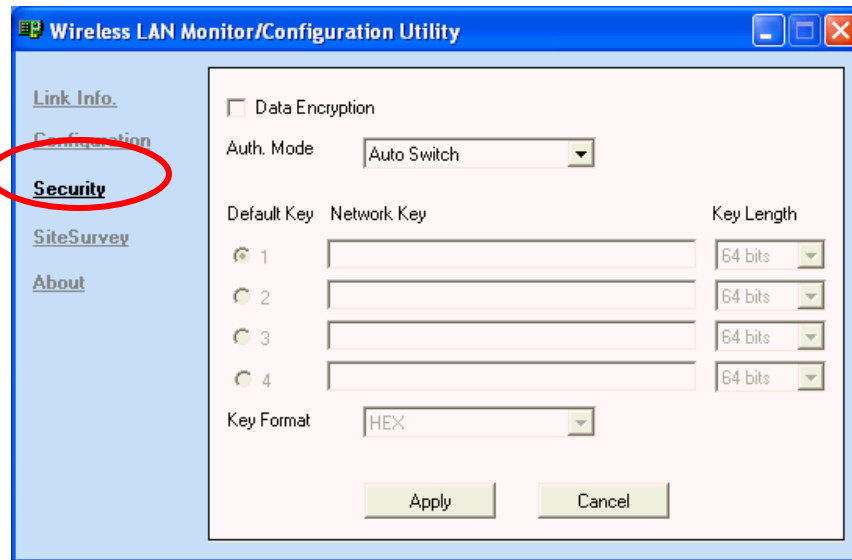 Wireless LAN Monitor/Configuration Utility
Link Info.
Configuration
Security
SiteSurvey
About
Data Encryption
Auth. Mode
Auto Switch
Default Key Network Key Key Length
1 64 bits
2 64 bits
3 64 bits
4 64 bits
Key Format HEX
Apply Cancel